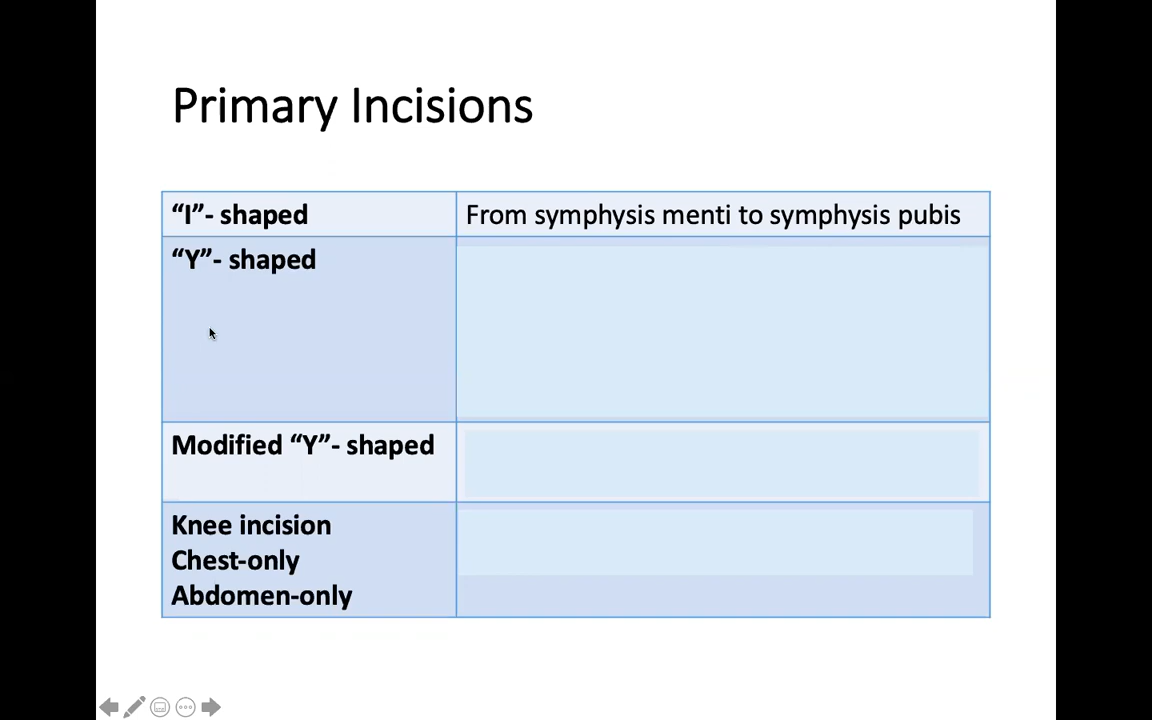 Primary Incisions
“I”- shaped
From symphysis menti to symphysis pubis
“Y”- shaped
Modified “Y”- shaped
Knee incision
Chest-only
Abdomen-only